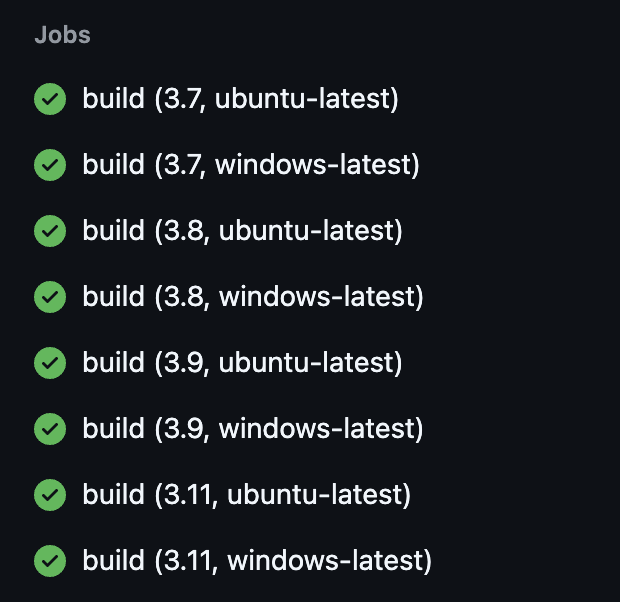 Jobs
build (3.7, ubuntu-latest)
build (3.7, windows-latest)
build (3.8, ubuntu-latest)
build (3.8, windows-latest)
build (3.9, ubuntu-latest)
build (3.9, windows-latest)
build (3.11, ubuntu-latest)
build (3.11, windows-latest)